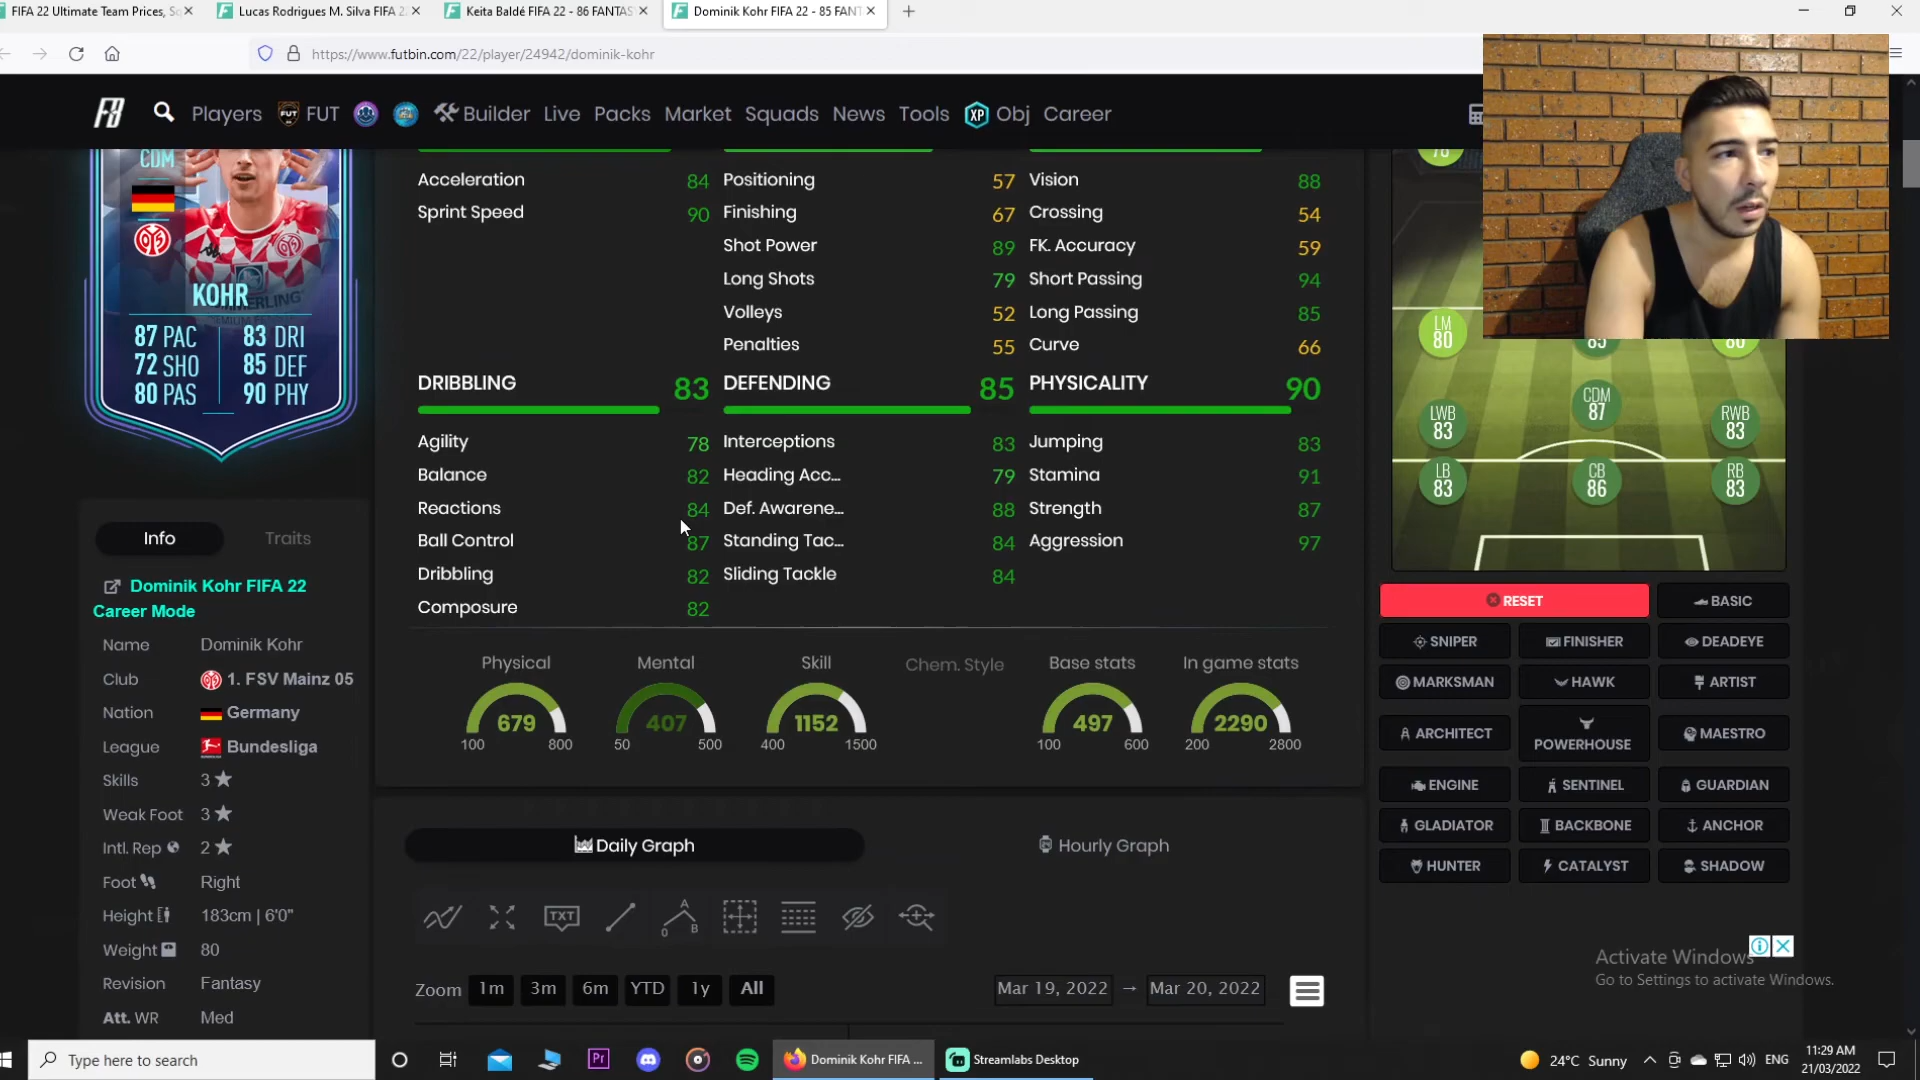 FIFA 22 Ultimate Team Prices, Sq
Lucas Rodrigues M. Silva FIFA 2
Keita Baldé FIFA 22 - 86 FANTAS
Dominik Kohr FIFA 22 - 85 FANT
https://www.futbin.com/22/player/24942/dominik-kohr
Players FUT Builder Live Packs Market Squads News Tools XP Obj Career
CDM
KOHR
87 PAC 83 DRI
72 SHO 85 DEF
80 PAS 90 PHY
Acceleration 84 Positioning 57 Vision 88
Sprint Speed 90 Finishing 67 Crossing 54
Shot Power 89 FK. Accuracy 59
Long Shots 79 Short Passing 94
Volleys 52 Long Passing 85
Penalties 55 Curve 66
DRIBBLING 83 DEFENDING 85 PHYSICALITY 90
Agility 78 Interceptions 83 Jumping 83
Balance 82 Heading Acc... 79 Stamina 91
Reactions 84 Def. Awarene... 88 Strength 87
Ball Control 87 Standing Tac... 84 Aggression 97
Dribbling 82 Sliding Tackle 84
Composure 82
Physical Mental Skill Chem. Style Base stats In game stats
679 407 1152 497 2290
100 800 50 500 400 1500 100 600 200 2800
Daily Graph Hourly Graph
TXT
A
0 B
Zoom 1m 3m 6m YTD 1y All Mar 19, 2022 → Mar 20, 2022
Info Traits
Dominik Kohr FIFA 22
Career Mode
Name Dominik Kohr
Club 1. FSV Mainz 05
Nation Germany
League Bundesliga
Skills 3
Weak Foot 3
Intl. Rep 2
Foot Right
Height 183cm | 6'0"
Weight 80
Revision Fantasy
Att. WR Med
LM
80
CDM
87
LWB
83
RWB
83
LB
83
CB
86
RB
83
RESET BASIC
SNIPER FINISHER DEADEYE
MARKSMAN HAWK ARTIST
ARCHITECT POWERHOUSE MAESTRO
ENGINE SENTINEL GUARDIAN
GLADIATOR BACKBONE ANCHOR
HUNTER CATALYST SHADOW
Activate Windows
Go to Settings to activate Windows.
Type here to search
Pr
Dominik Kohr FIFA ...
Streamlabs Desktop
24°C Sunny
ENG
11:29 AM
21/03/2022